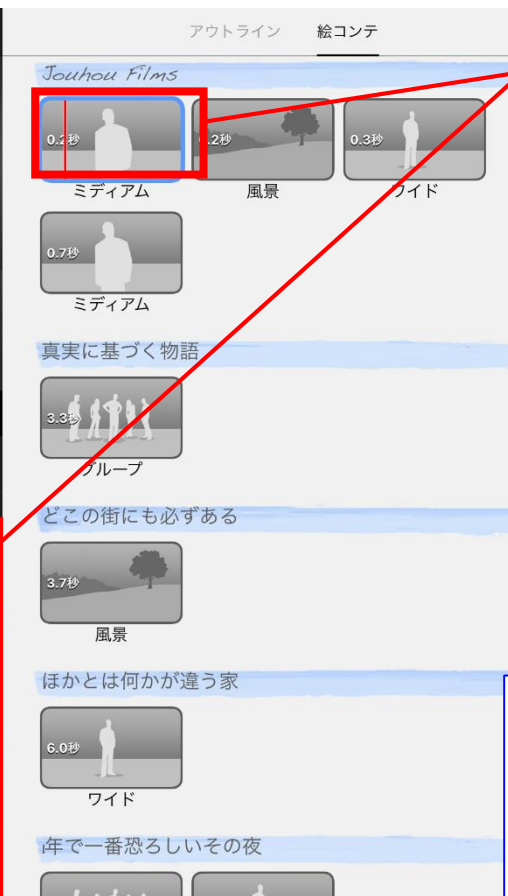 アウトライン 絵コンテ
Jouhou Films
0.2秒 0.2秒 0.3秒
ミディアム 風景 ワイド
0.7秒
ミディアム
真実に基づく物語
3.3秒
グループ
どこの街にも必ずある
3.7秒
風景
ほかとは何かが違う家
6.0秒
ワイド
年で一番恐ろしいその夜